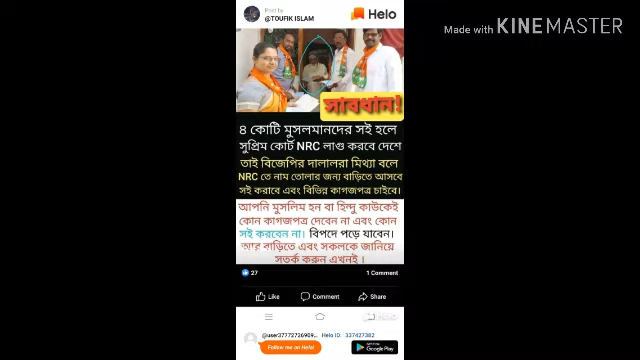 Post by
@TOUFIK ISLAM
Helo
Made with KINEMASTER
সাবধান!
৪ কোটি মুসলমানদের সই হলে
সুপ্রিম কোর্ট NRC লাগু করবে দেশে
তাই বিজেপির দালালরা মিথ্যা বলে
NRC তে নাম তোলার জন্য বাড়িতে আসবে
সই করাবে এবং বিভিন্ন কাগজপত্র চাইবে।
আপনি মুসলিম হন বা হিন্দু কাউকেই
কোন কাগজপত্র দেবেন না এবং কোন
সই করবেন না। বিপদে পড়ে যাবেন।
আর বাড়িতে এবং সকলকে জানিয়ে
সতর্ক করুন এখনই ।
27
1 Comment
Like
Comment
Share
@user37772726909... Helo ID: 337427382
Follow me on Helo!
Google Play